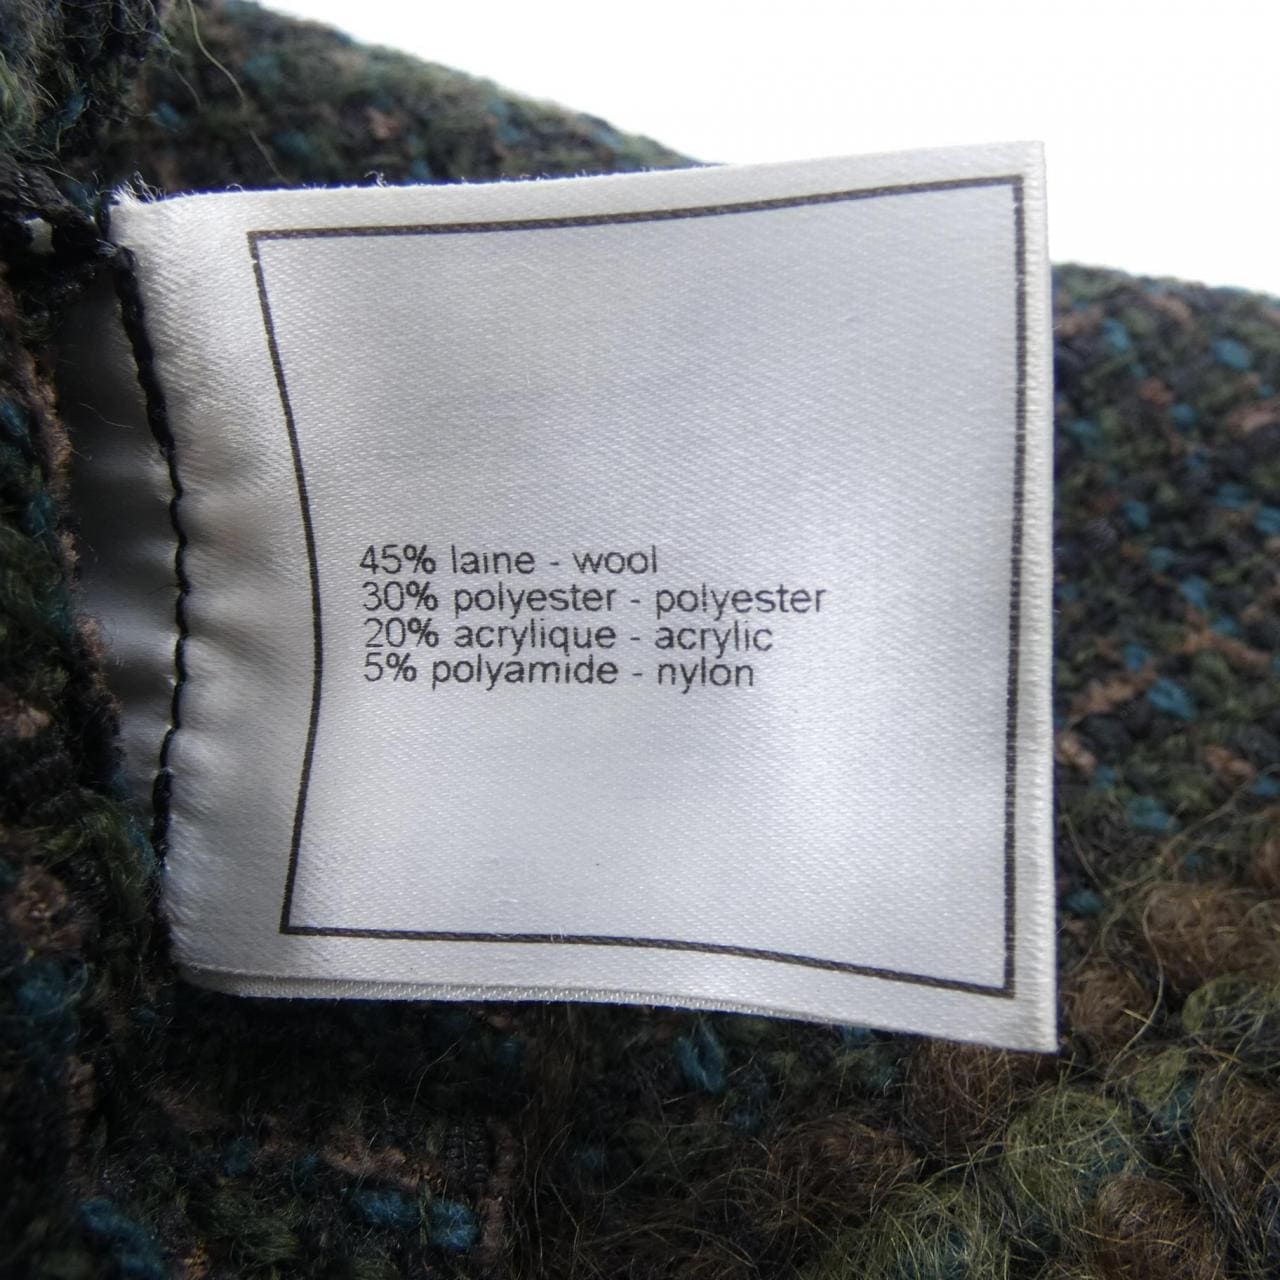 45% laine - wool
30% polyester - polyester
20% acrylique - acrylic
5% polyamide - nylon